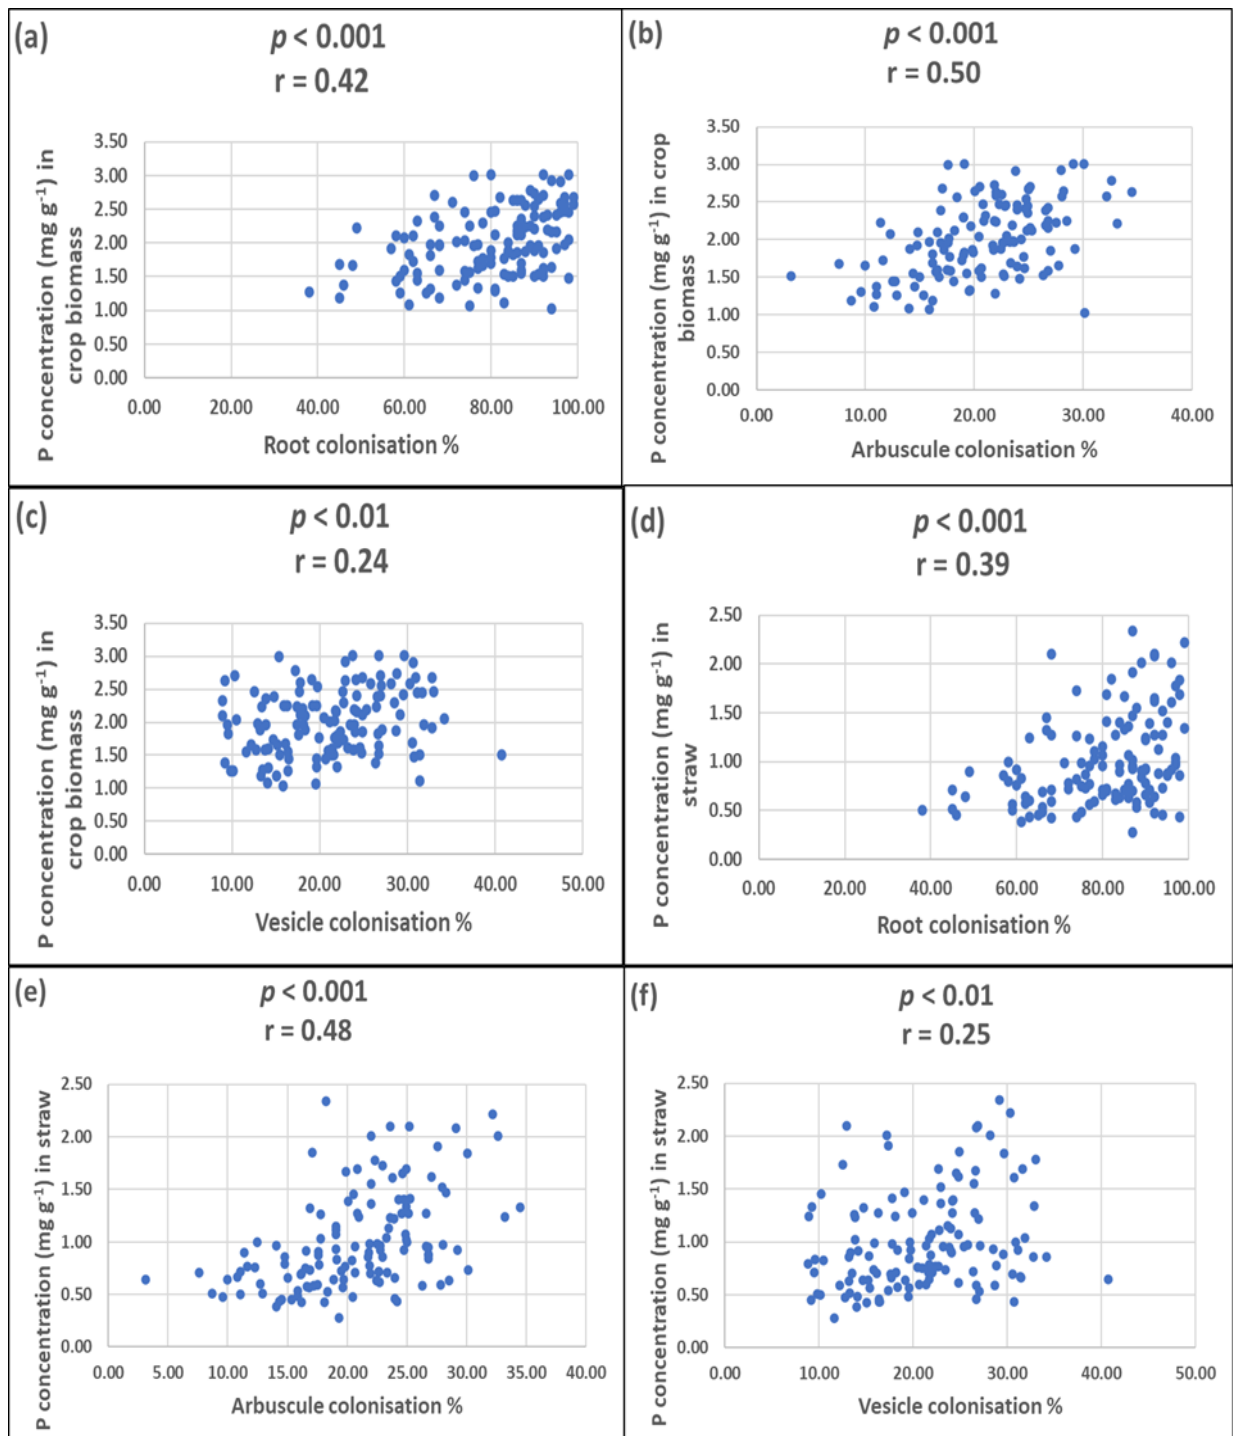 (a)
p < 0.001
r = 0.42
P concentration (mg g⁻¹) in
crop biomass
3.50
3.00
2.50
2.00
1.50
1.00
0.50
0.00
0.00 20.00 40.00 60.00 80.00 100.00
Root colonisation %
(b)
p < 0.001
r = 0.50
P concentration (mg g⁻¹) in crop
biomass
3.50
3.00
2.50
2.00
1.50
1.00
0.50
0.00
0.00 10.00 20.00 30.00 40.00
Arbuscule colonisation %
(c)
p < 0.01
r = 0.24
P concentration (mg g⁻¹) in
crop biomass
3.50
3.00
2.50
2.00
1.50
1.00
0.50
0.00
0.00 10.00 20.00 30.00 40.00 50.00
Vesicle colonisation %
(d)
p < 0.001
r = 0.39
P concentration (mg g⁻¹) in
straw
2.50
2.00
1.50
1.00
0.50
0.00
0.00 20.00 40.00 60.00 80.00 100.00
Root colonisation %
(e)
p < 0.001
r = 0.48
P concentration (mg g⁻¹) in straw
2.50
2.00
1.50
1.00
0.50
0.00
0.00 5.00 10.00 15.00 20.00 25.00 30.00 35.00 40.00
Arbuscule colonisation %
(f)
p < 0.01
r = 0.25
P concentration (mg g⁻¹) in straw
2.50
2.00
1.50
1.00
0.50
0.00
0.00 10.00 20.00 30.00 40.00 50.00
Vesicle colonisation %